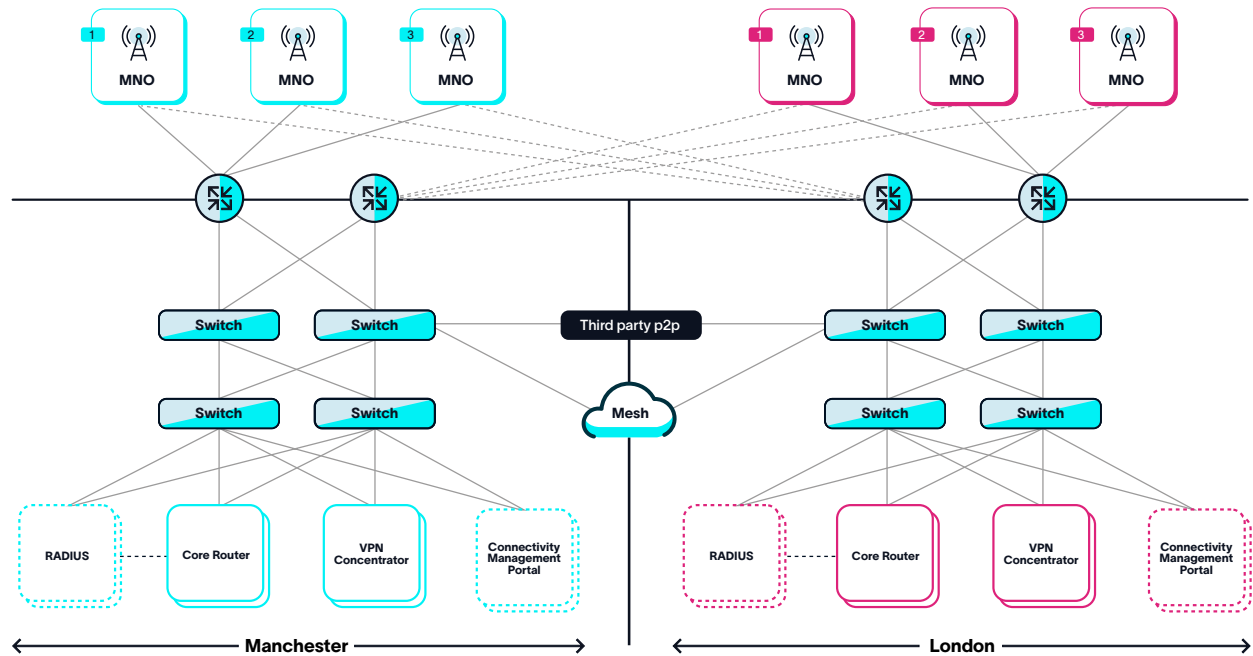 1
MNO
2
MNO
3
MNO
1
MNO
2
MNO
3
MNO
Switch
Switch
Third party p2p
Switch
Switch
Switch
Switch
Mesh
Switch
Switch
RADIUS
Core Router
VPN
Concentrator
Connectivity
Management
Portal
RADIUS
Core Router
VPN
Concentrator
Connectivity
Management
Portal
Manchester
London